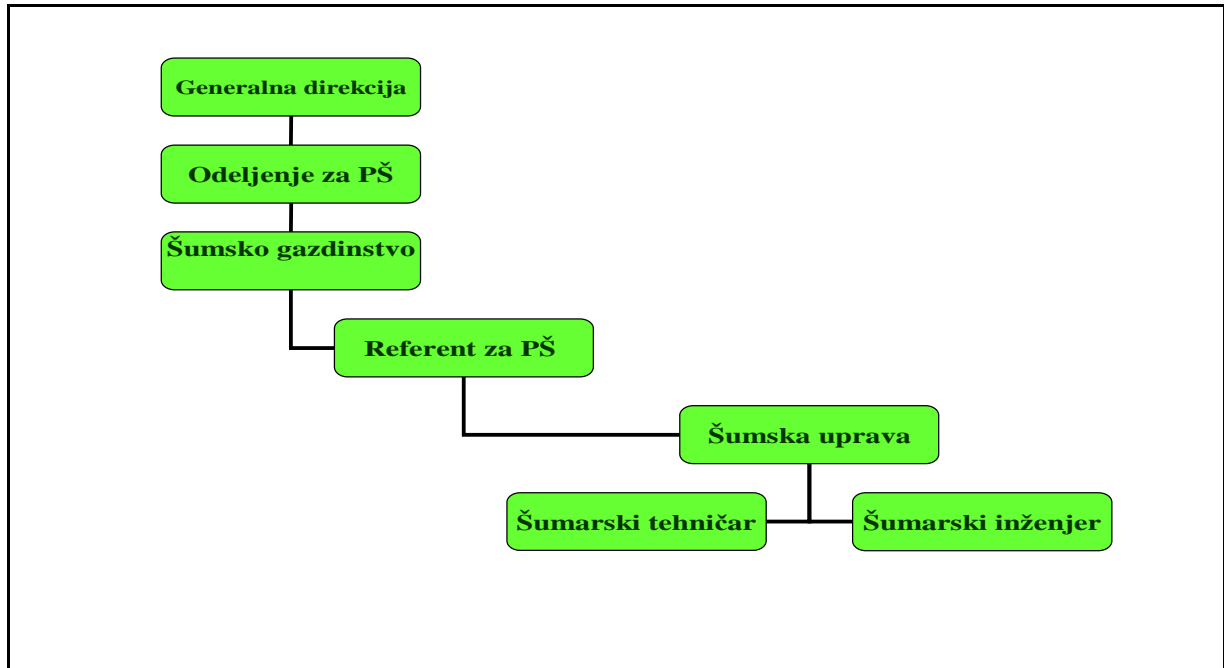 Generalna direkcija
Odeljenje za PŠ
Šumsko gazdinstvo
Referent za PŠ
Šumska uprava
Šumarski tehničar
Šumarski inženjer